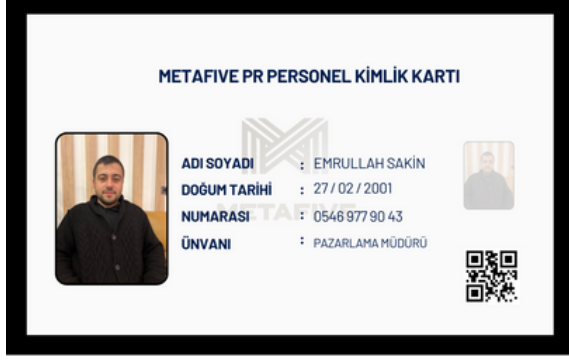 METAFIVE PR PERSONEL KİMLİK KARTI
ADI SOYADI : EMRULLAH SAKİN
DOĞUM TARİHİ : 27 / 02 / 2001
NUMARASI : 0546 977 90 43
ÜNVANI : PAZARLAMA MÜDÜRÜ
METAFIVE